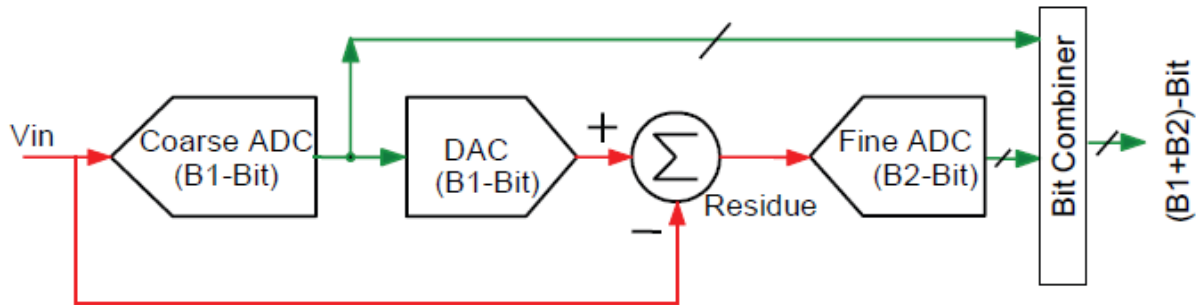 Vin
Coarse ADC
(B1-Bit)
DAC
(B1-Bit)
+
Σ
−
Residue
Fine ADC
(B2-Bit)
Bit Combiner
(B1+B2)-Bit